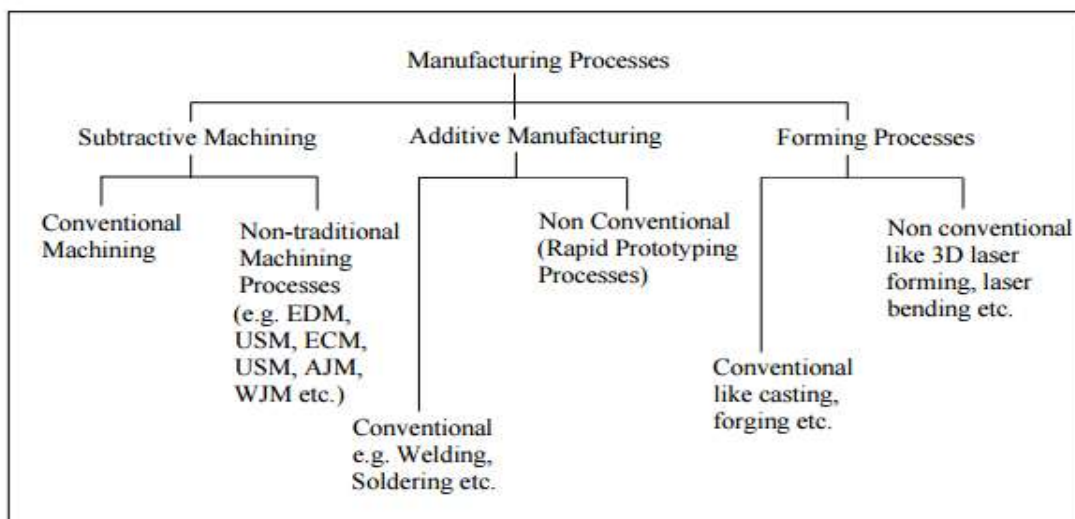 Manufacturing Processes
Subtractive Machining
Additive Manufacturing
Forming Processes
Conventional
Machining
Non-traditional
Machining
Processes
(e.g. EDM,
USM, ECM,
USM, AJM,
WJM etc.)
Conventional
e.g. Welding,
Soldering etc.
Non Conventional
(Rapid Prototyping
Processes)
Conventional
like casting,
forging etc.
Non conventional
like 3D laser
forming, laser
bending etc.